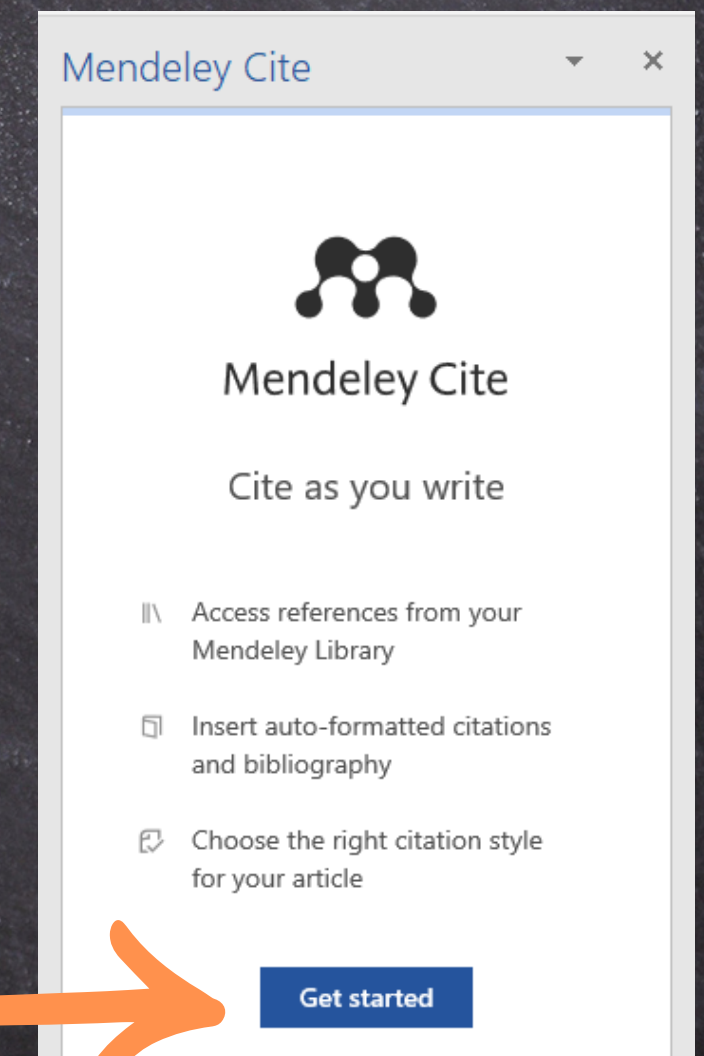 Mendeley Cite
Mendeley Cite
Cite as you write
Access references from your
Mendeley Library
Insert auto-formatted citations
and bibliography
Choose the right citation style
for your article
Get started